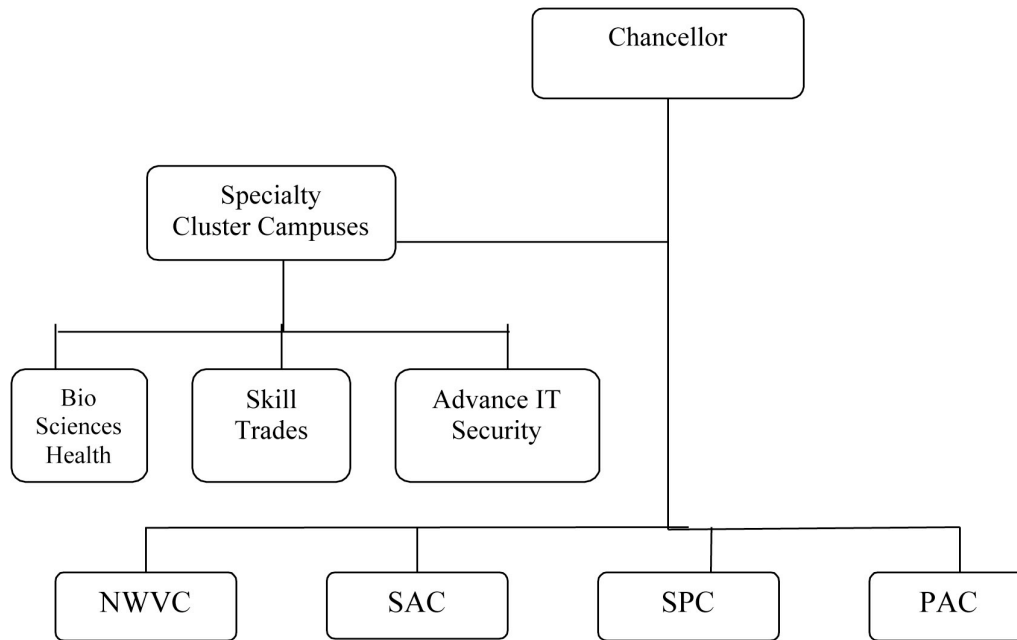 Chancellor
Specialty
Cluster Campuses
Bio
Sciences
Health
Skill
Trades
Advance IT
Security
NWVC
SAC
SPC
PAC